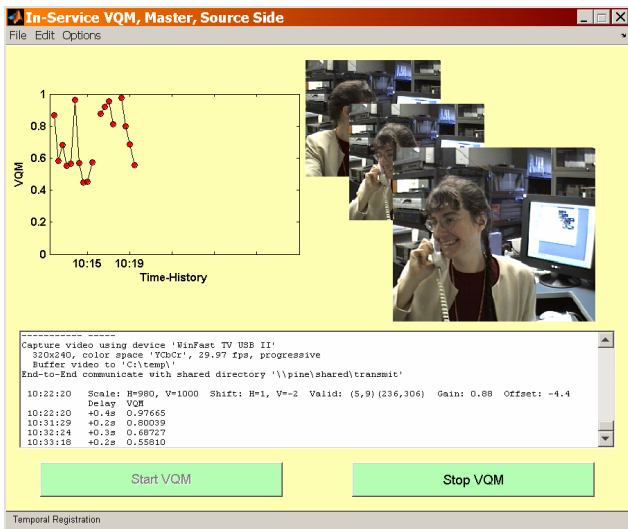 In-Service VQM, Master, Source Side
File Edit Options
1
0.8
0.6
0.4
0.2
0
VQM
10:15 10:19
Time-History
----------- -----
Capture video using device 'WinFast TV USB II'
320x240, color space 'YCbCr', 29.97 fps, progressive
Buffer video to 'C:\temp\'
End-to-End communicate with shared directory '\\pine\shared\transmit'
10:22:20 Scale: H=980, V=1000 Shift: H=1, V=-2 Valid: (5,9)(236,306) Gain: 0.88 Offset: -4.4
Delay VQM
10:22:20 +0.4s 0.97665
10:31:29 +0.2s 0.80039
10:32:24 +0.3s 0.68727
10:33:18 +0.2s 0.55810
Start VQM
Stop VQM
Temporal Registration